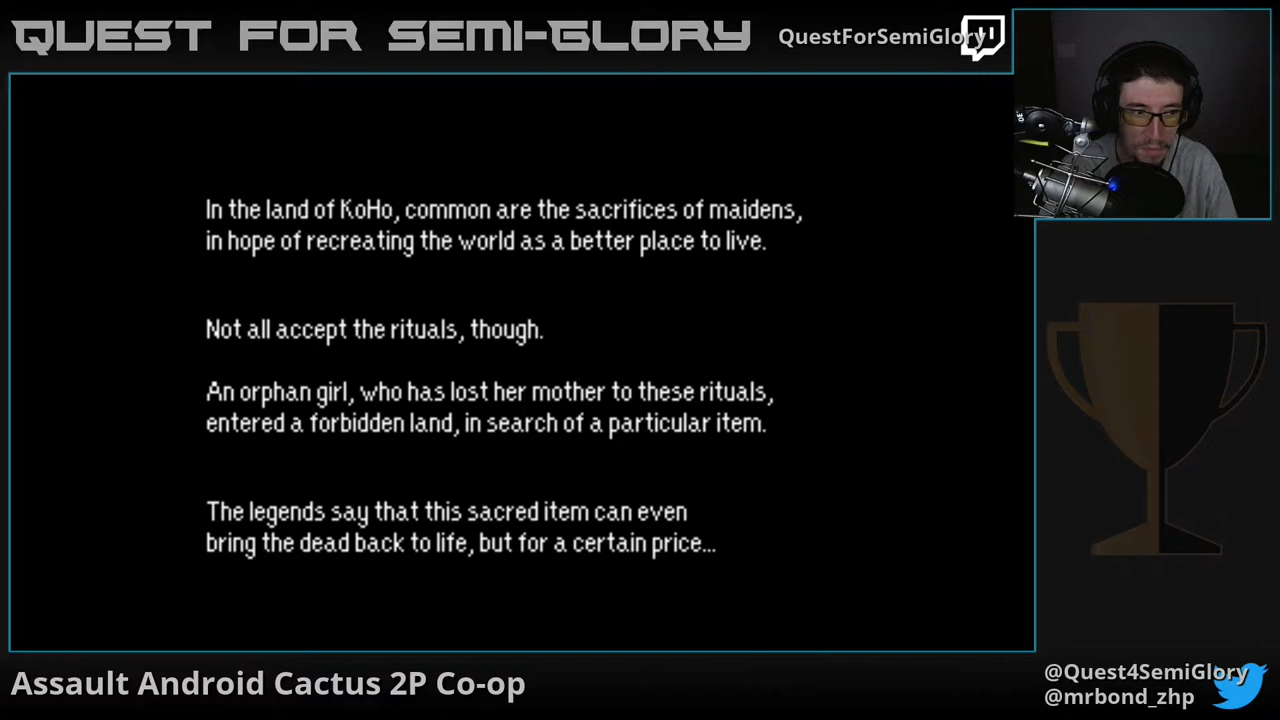 QUEST FOR SEMI-GLORY
QuestForSemiGlory
In the land of KoHo, common are the sacrifices of maidens,
in hope of recreating the world as a better place to live.
Not all accept the rituals, though.
An orphan girl, who has lost her mother to these rituals,
entered a forbidden land, in search of a particular item.
The legends say that this sacred item can even
bring the dead back to life, but for a certain price...
Assault Android Cactus 2P Co-op
@Quest4SemiGlory
@mrbond_zhp